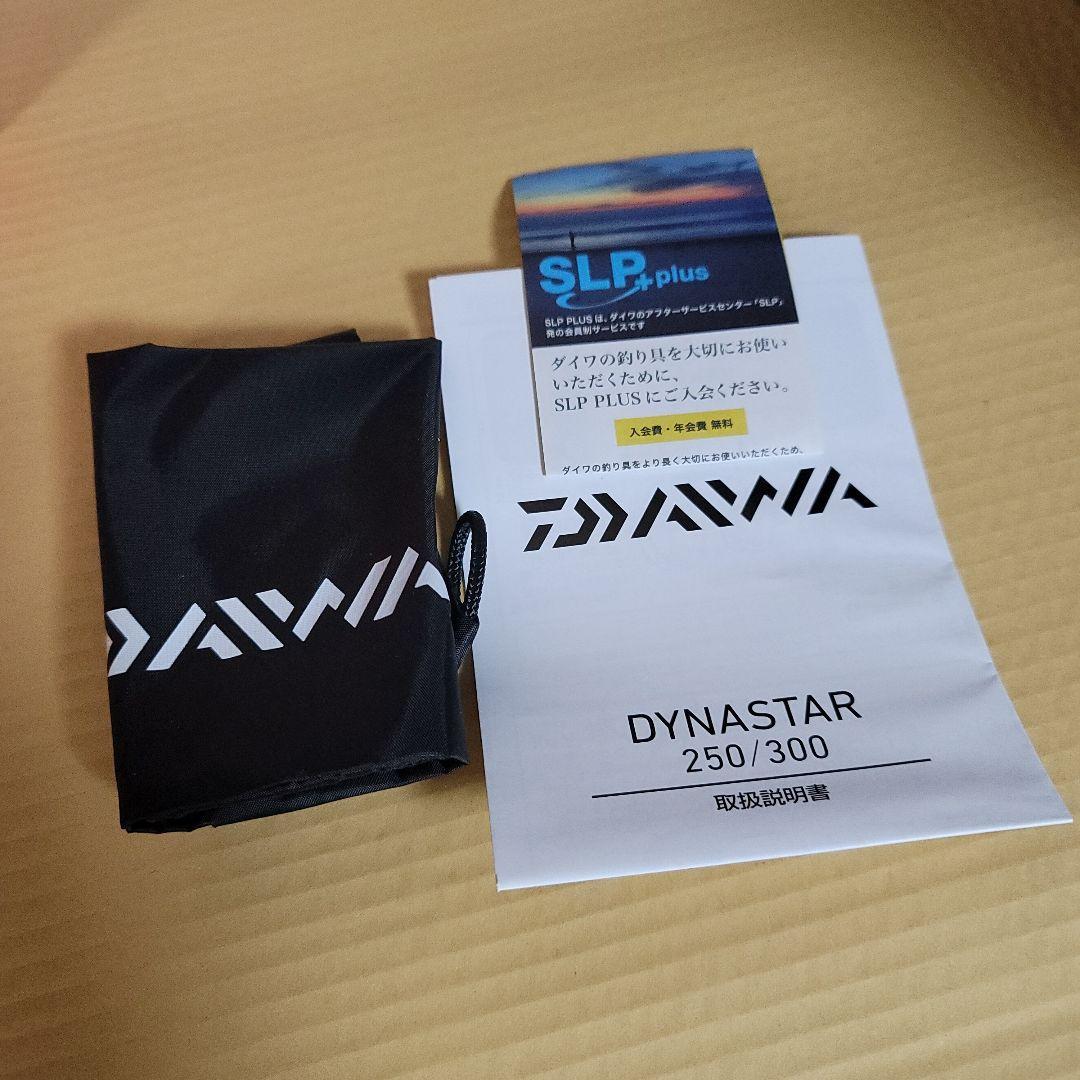 SLP+plus
SLP PLUS は、ダイワのアフターサービスセンター「SLP」
発の会員制サービスです
ダイワの釣り具を大切にお使い
いただくために、
SLP PLUS にご入会ください。
入会費・年会費 無料
ダイワの釣り具をより長く大切にお使いいただくため、
DAIWA
DAIWA
DYNASTAR
250/300
取扱説明書